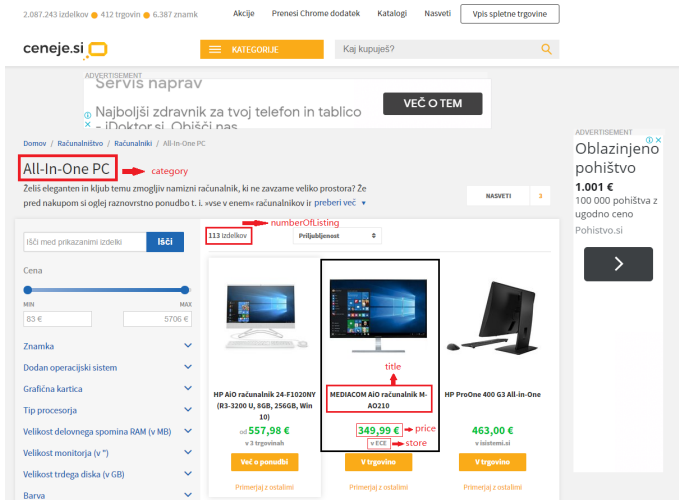 2.087.243 izdelkov 412 trgovin 6.387 znamk
Akcije Prenesi Chrome dodatek Katalogi Nasveti Vpis spletne trgovine
ceneje.si
KATEGORIJE
Kaj kupuješ?
ADVERTISEMENT
Servis naprav
Najboljši zdravnik za tvoj telefon in tablico
- iDoktor.si. Obišči nas
VEČ O TEM
Domov / Računalništvo / Računalniki / All-In-One PC
All-In-One PC
category
Želiš eleganten in kljub temu zmogljiv namizni računalnik, ki ne zavzame veliko prostora? Že
pred nakupom si oglej raznovrstno ponudbo t. i. »vse v enem« računalnikov ir preberi več
NASVETI 3
ADVERTISEMENT
Oblazinjeno
pohištvo
1.001 €
100 000 pohištva z
ugodno ceno
Pohistvo.si
numberOfListing
113 izdelkov
Priljubljenost
Išči med prikazanimi izdelki
Išči
Cena
MIN MAX
83 € 5706 €
Znamka
Dodan operacijski sistem
Grafična kartica
Tip procesorja
Velikost delovnega spomina RAM (v MB)
Velikost monitorja (v ")
Velikost trdega diska (v GB)
Barva
HP AiO računalnik 24-F1020NY
(R3-3200 U, 8GB, 256GB, Win
10)
od 557,98 €
v 3 trgovinah
Več o ponudbi
Primerjaj z ostalimi
title
MEDIACOM AiO računalnik M-
AO210
349,99 €
price
v ECE
store
V trgovino
Primerjaj z ostalimi
HP ProOne 400 G3 All-in-One
463,00 €
v isistemi.si
V trgovino
Primerjaj z ostalimi